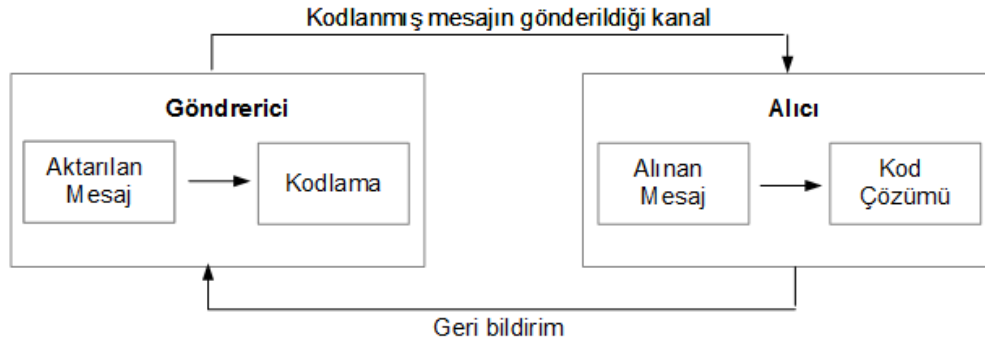 Kodlanmış mesajın gönderildiği kanal
Göndrerici
Aktarılan
Mesaj
Kodlama
Alıcı
Alınan
Mesaj
Kod
Çözümü
Geri bildirim